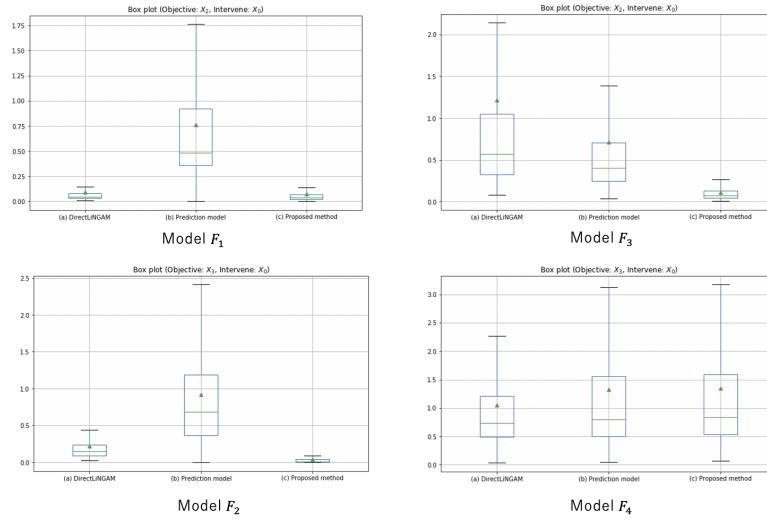 Box plot (Objective: X₂, Intervene: X₀)
1.75
1.50
1.25
1.00
0.75
0.50
0.25
0.00
(a) DirectLiNGAM (b) Prediction model (c) Proposed method
Model F₁
Box plot (Objective: X₂, Intervene: X₀)
2.0
1.5
1.0
0.5
0.0
(a) DirectLiNGAM (b) Prediction model (c) Proposed method
Model F₃
Box plot (Objective: X₃, Intervene: X₀)
2.5
2.0
1.5
1.0
0.5
0.0
(a) DirectLiNGAM (b) Prediction model (c) Proposed method
Model F₂
Box plot (Objective: X₃, Intervene: X₀)
3.0
2.5
2.0
1.5
1.0
0.5
0.0
(a) DirectLiNGAM (b) Prediction model (c) Proposed method
Model F₄